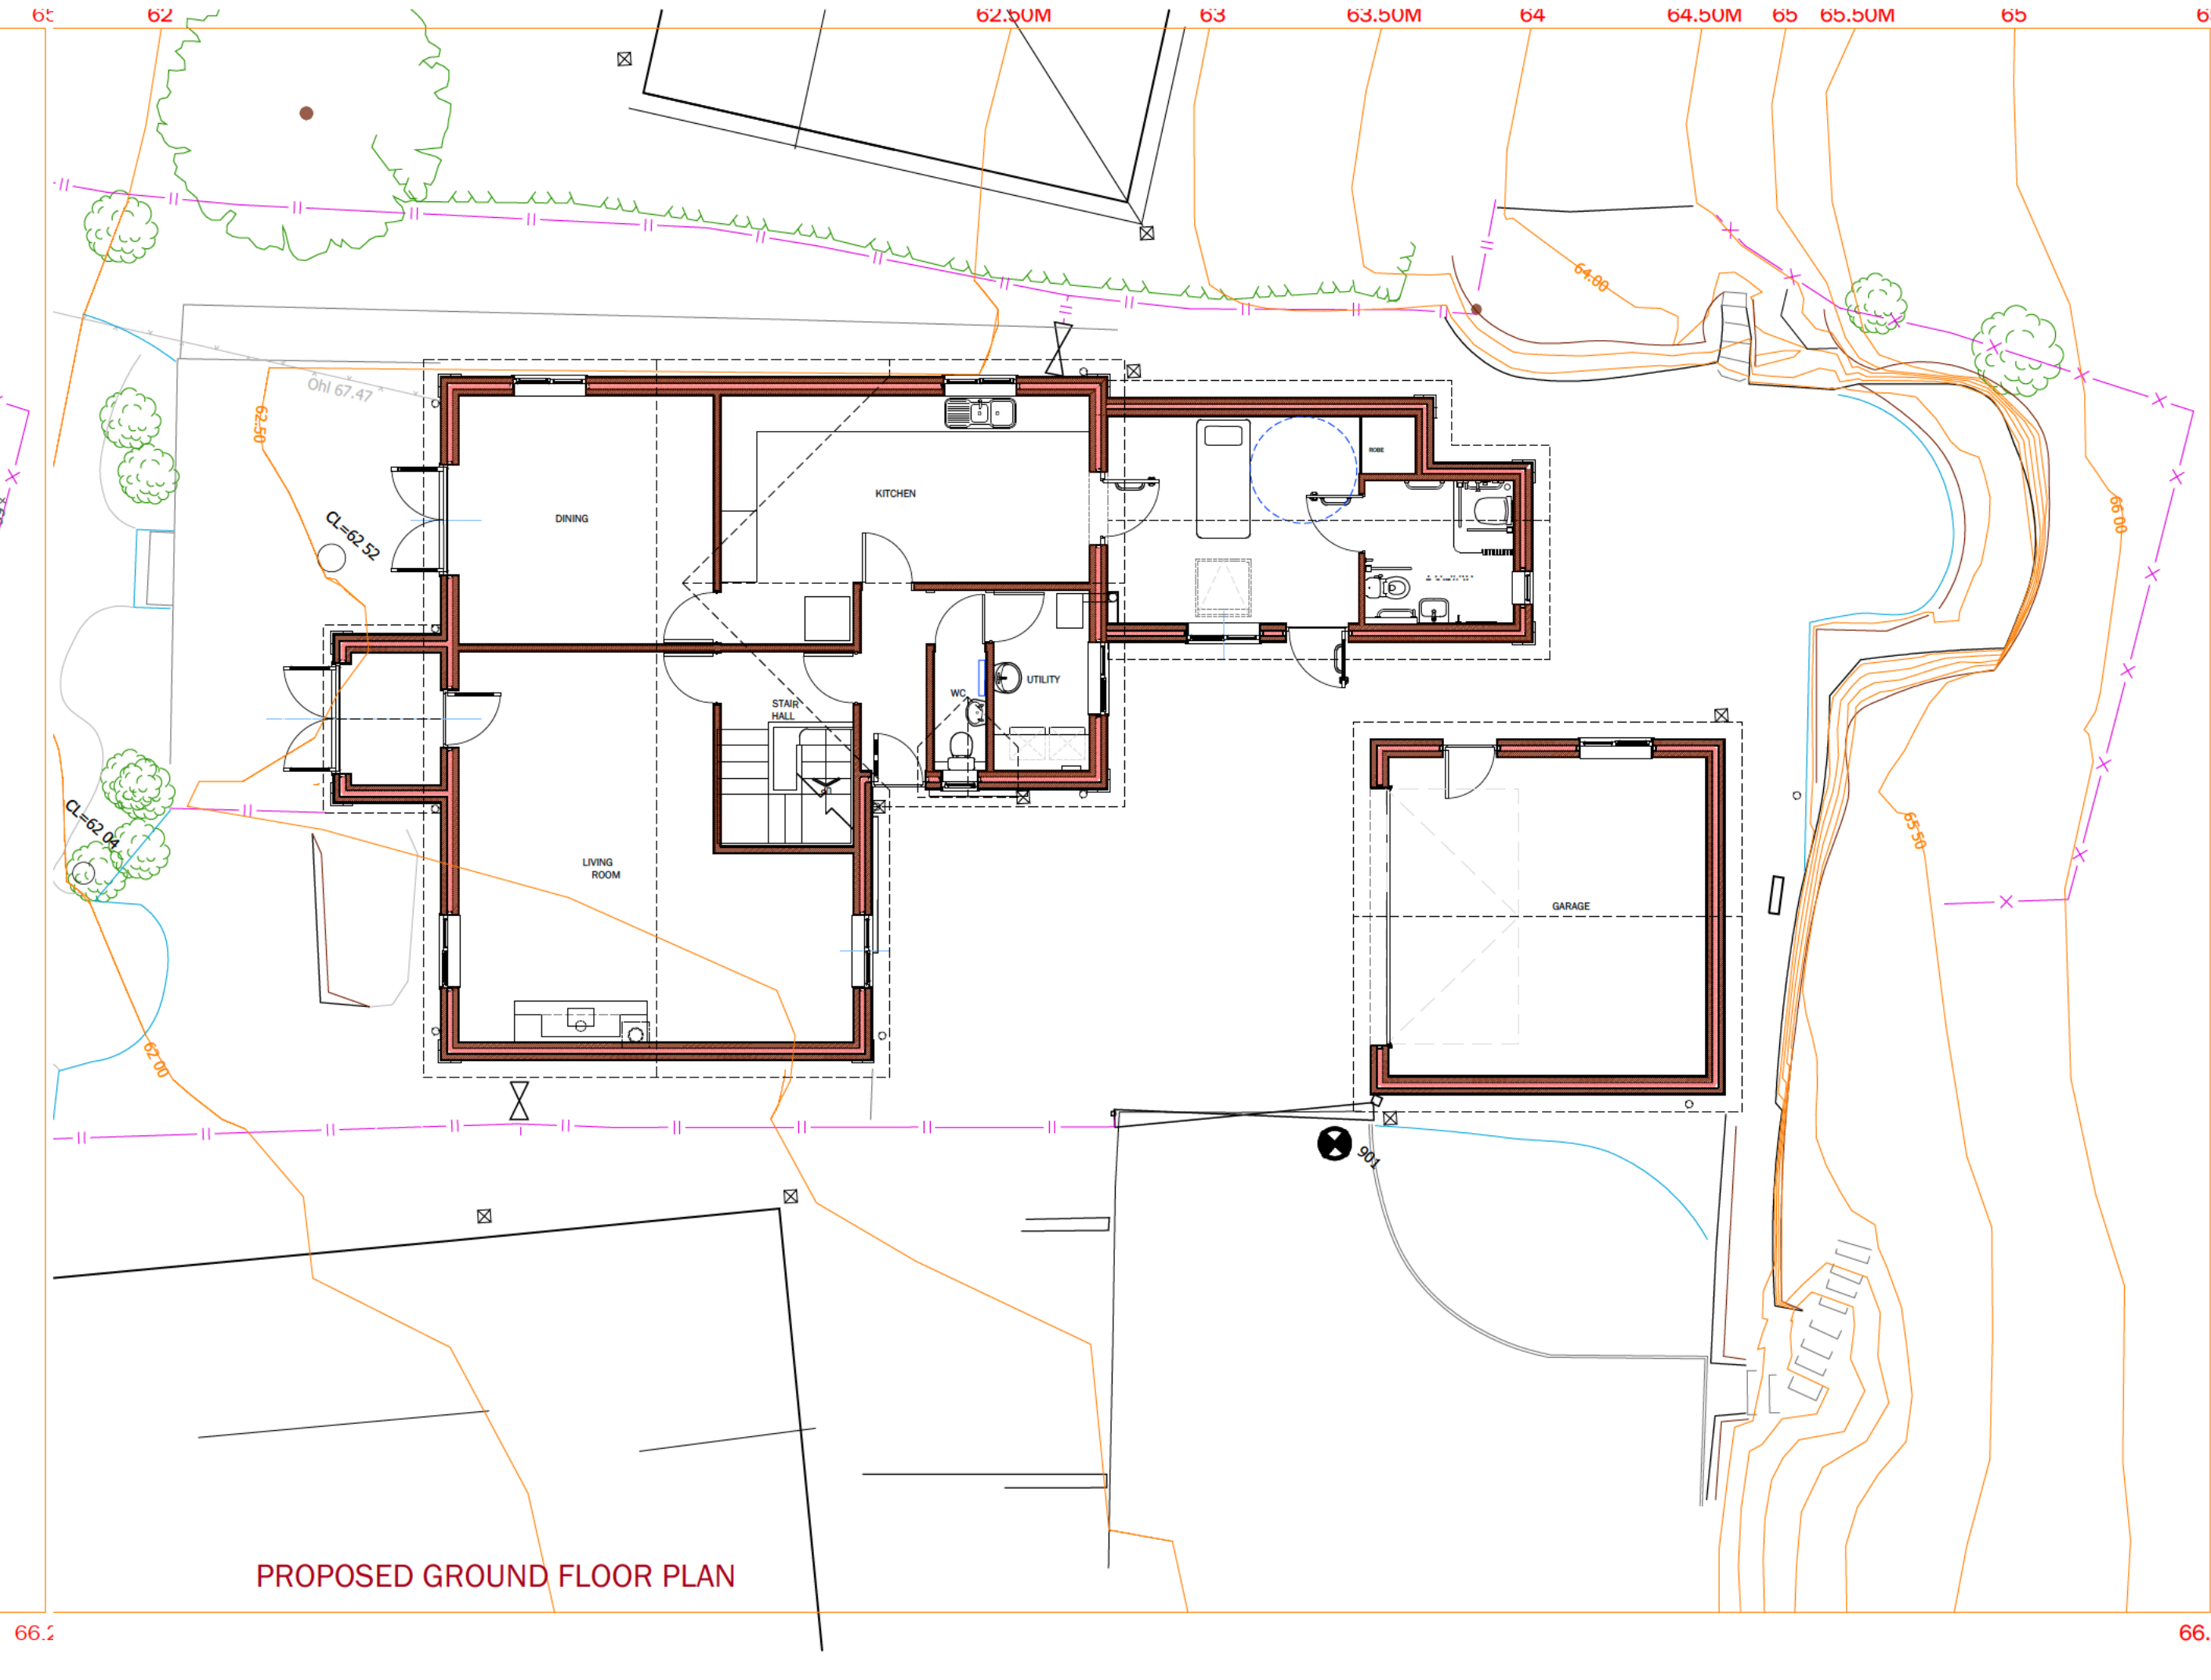 62
62.50M
63
63.50M
64
64.50M
65
65.50M
65
64.00
Ohl 67.47
62.50
ROBE
KITCHEN
DINING
CL=62 52
66 00
UTILITY
WC
STAIR
HALL
CL=62 04
65 50
LIVING
ROOM
GARAGE
62 00
901
PROPOSED GROUND FLOOR PLAN